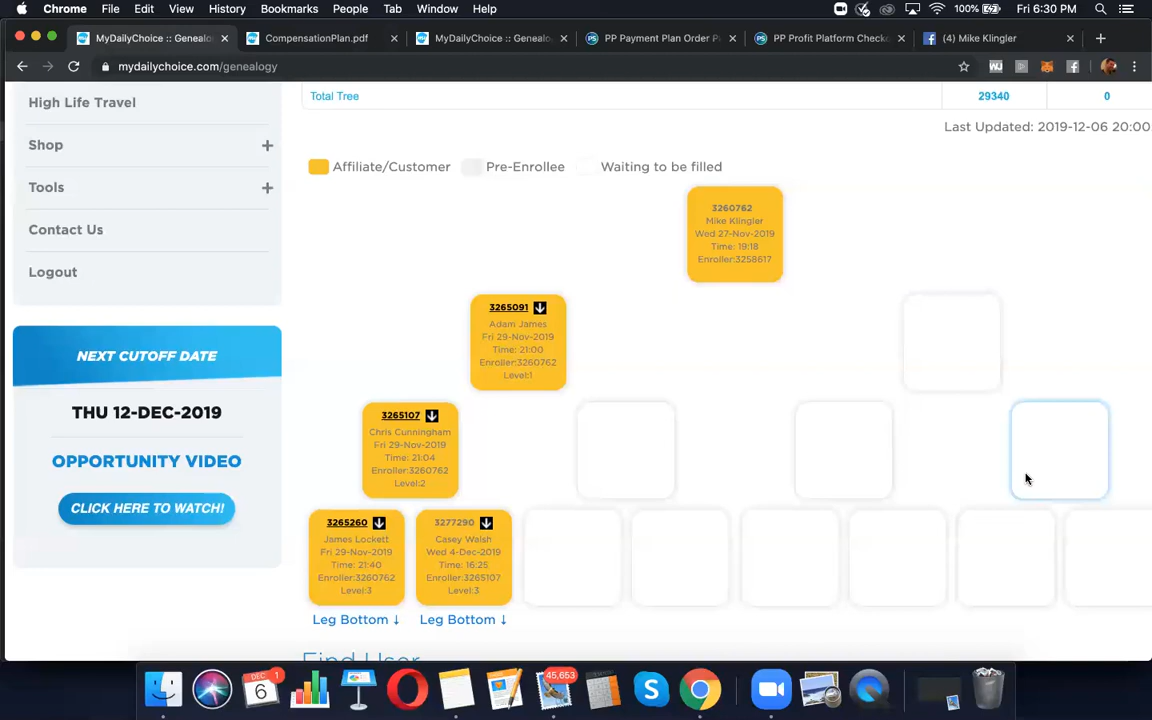 Chrome File Edit View History Bookmarks People Tab Window Help 100% Fri 6:30 PM
MyDailyChoice :: Genealo
CompensationPlan.pdf
MyDailyChoice :: Genealo
PP Payment Plan Order P
PP Profit Platform Check
(4) Mike Klingler
mydailychoice.com/genealogy
High Life Travel
Shop
Tools
Contact Us
Logout
NEXT CUTOFF DATE
THU 12-DEC-2019
OPPORTUNITY VIDEO
CLICK HERE TO WATCH!
Total Tree 29340 0
Last Updated: 2019-12-06 20:00
Affiliate/Customer Pre-Enrollee Waiting to be filled
3260762
Mike Klingler
Wed 27-Nov-2019
Time: 19:18
Enroller:3258617
3265091
Adam James
Fri 29-Nov-2019
Time: 21:00
Enroller:3260762
Level:1
3265107
Chris Cunningham
Fri 29-Nov-2019
Time: 21:04
Enroller:3260762
Level:2
3265260
James Lockett
Fri 29-Nov-2019
Time: 21:40
Enroller:3260762
Level:3
3277290
Casey Walsh
Wed 4-Dec-2019
Time: 16:25
Enroller:3265107
Level:3
Leg Bottom ↓
Leg Bottom ↓
Find User
DEC 1
6
45,653